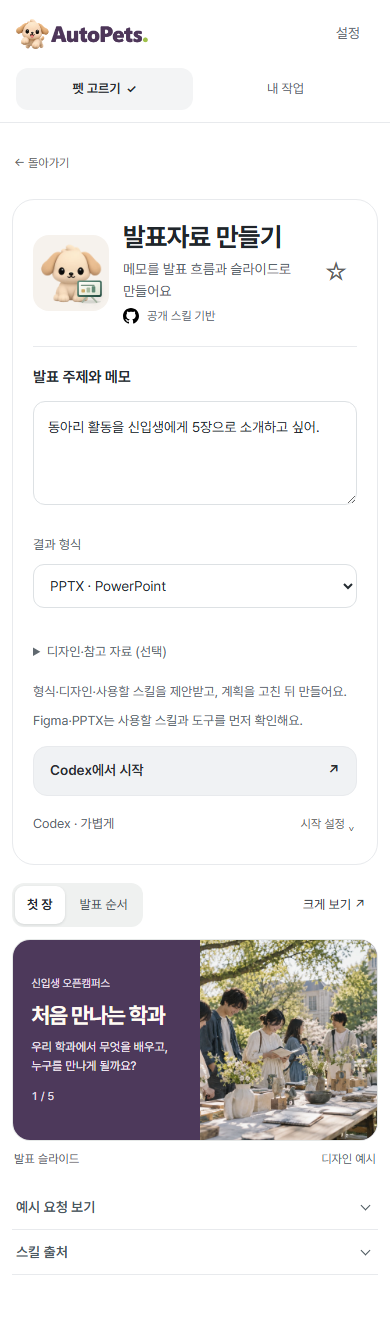 AutoPets.
설정
펫 고르기 ✓
내 작업
← 돌아가기
발표자료 만들기
메모를 발표 흐름과 슬라이드로
만들어요
공개 스킬 기반
발표 주제와 메모
동아리 활동을 신입생에게 5장으로 소개하고 싶어.
결과 형식
PPTX · PowerPoint
▶ 디자인·참고 자료 (선택)
형식·디자인·사용할 스킬을 제안받고, 계획을 고친 뒤 만들어요.
Figma·PPTX는 사용할 스킬과 도구를 먼저 확인해요.
Codex에서 시작 ↗
Codex · 가볍게
시작 설정
첫 장
발표 순서
크게 보기 ↗
신입생 오픈캠퍼스
처음 만나는 학과
우리 학과에서 무엇을 배우고,
누구를 만나게 될까요?
1 / 5
발표 슬라이드
디자인 예시
예시 요청 보기
스킬 출처